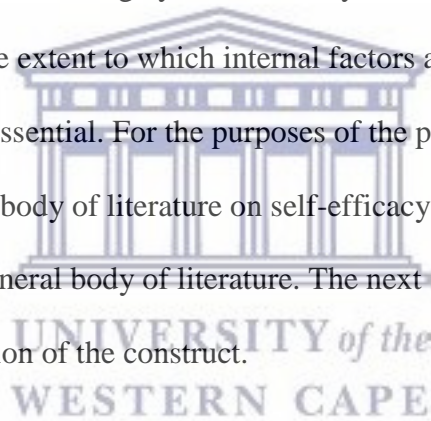 e extent to which internal factors a
ssential. For the purposes of the p
body of literature on self-efficacy
neral body of literature. The next
UNIVERSITY of the
ion of the construct.
WESTERN CAPE